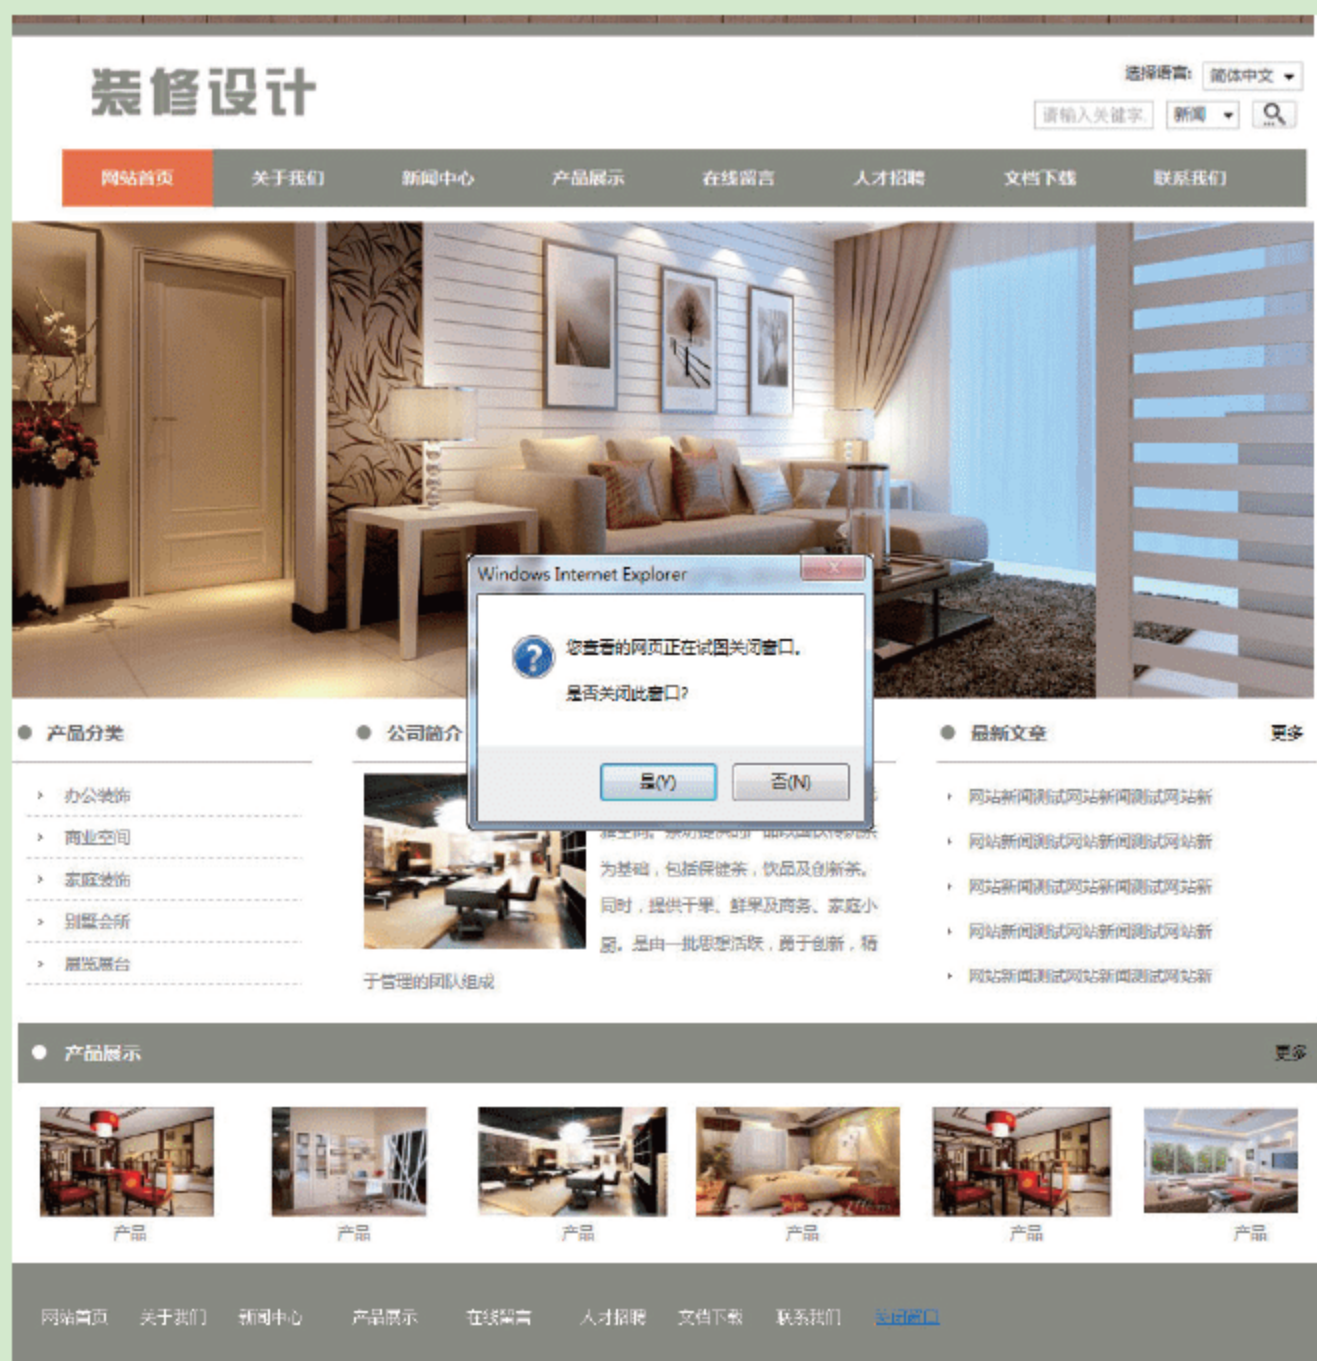 装修设计
选择语言: 简体中文
请输入关键字. 新闻
网站首页 关于我们 新闻中心 产品展示 在线留言 人才招聘 文档下载 联系我们
Windows Internet Explorer
您查看的网页正在试图关闭窗口。
是否关闭此窗口?
是(Y) 否(N)
产品分类
办公装饰
商业空间
家庭装饰
别墅会所
展览展台
公司简介
为基础，包括保健茶，饮品及创新茶。
同时，提供干果、鲜果及商务、家庭小
厨。是由一批思想活跃，勇于创新，精
于管理的团队组成
最新文章 更多
网站新闻测试网站新闻测试网站新
网站新闻测试网站新闻测试网站新
网站新闻测试网站新闻测试网站新
网站新闻测试网站新闻测试网站新
网站新闻测试网站新闻测试网站新
产品展示 更多
产品 产品 产品 产品 产品 产品
网站首页 关于我们 新闻中心 产品展示 在线留言 人才招聘 文档下载 联系我们 关闭窗口